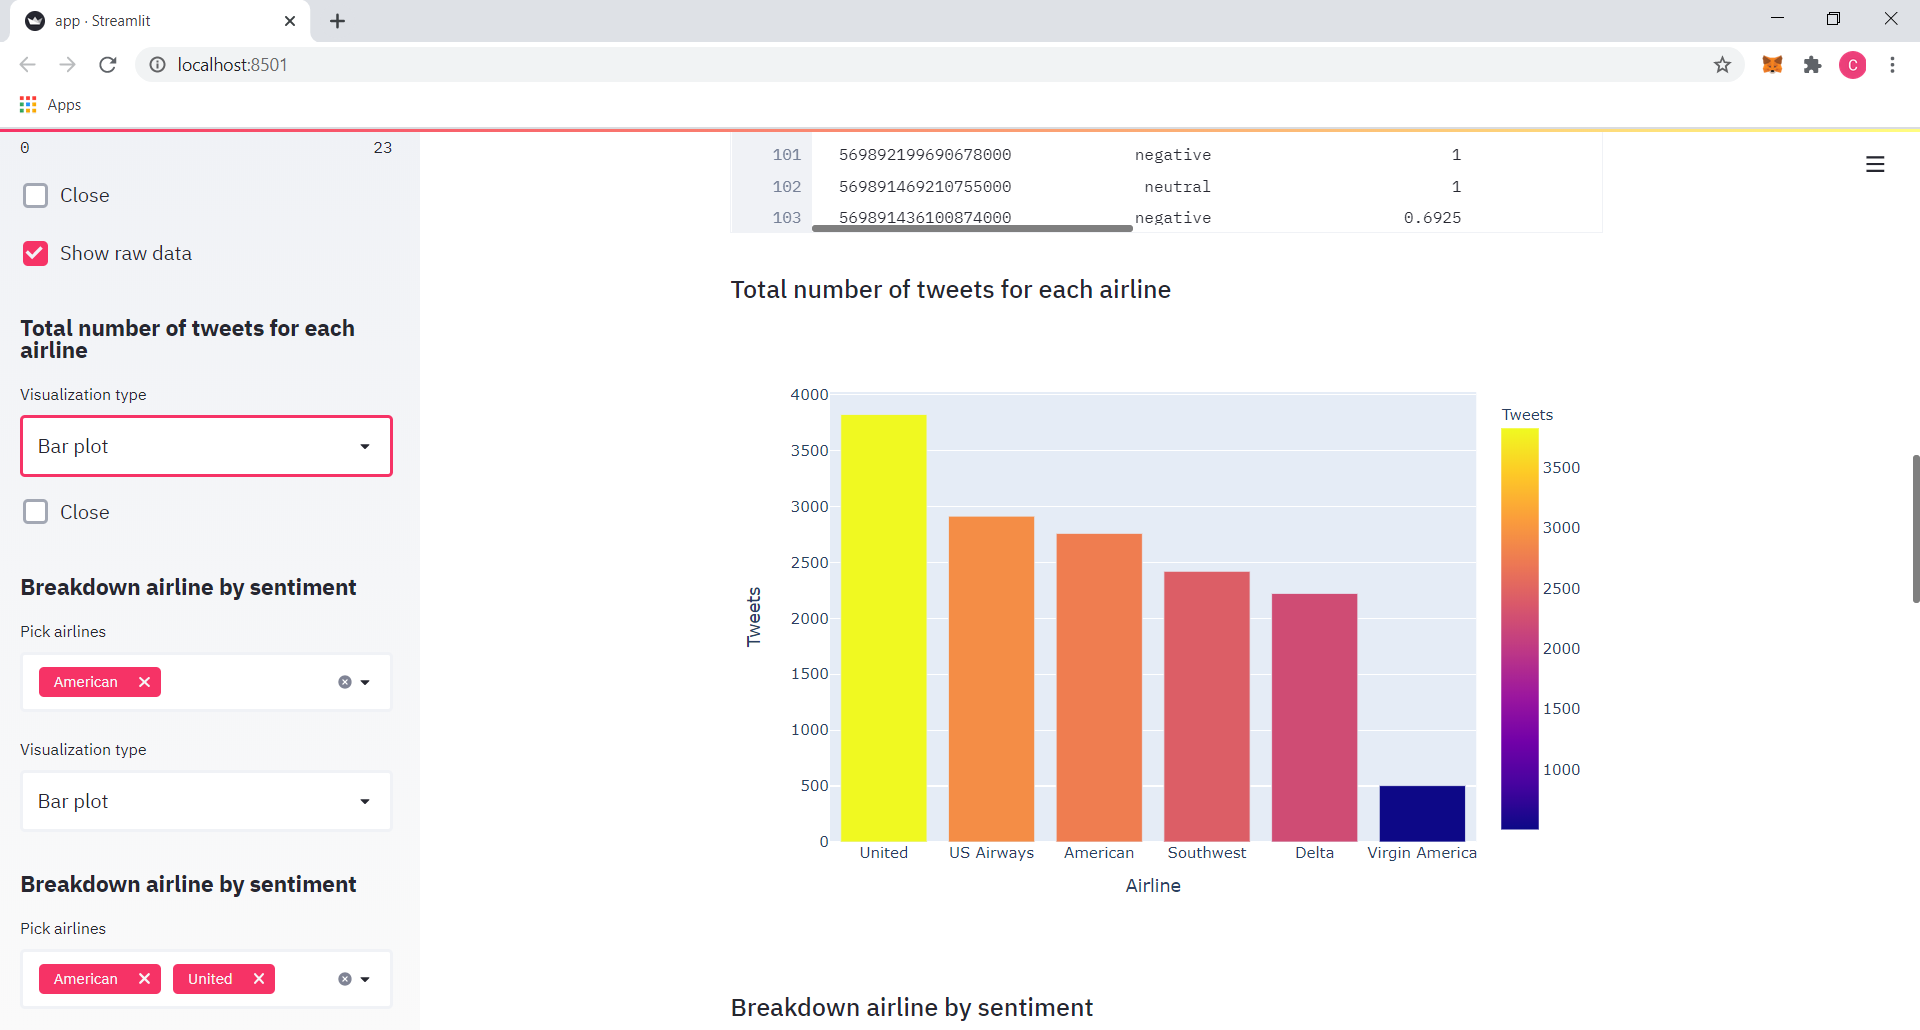 app · Streamlit
localhost:8501
C
Apps
0 23
Close
Show raw data
Total number of tweets for each
airline
Visualization type
Bar plot
Close
Breakdown airline by sentiment
Pick airlines
American
Visualization type
Bar plot
Breakdown airline by sentiment
Pick airlines
American United
101 569892199690678000 negative 1
102 569891469210755000 neutral 1
103 569891436100874000 negative 0.6925
Total number of tweets for each airline
4000
3500
3000
2500
2000
1500
1000
500
0
Tweets
United US Airways American Southwest Delta Virgin America
Airline
Tweets
3500
3000
2500
2000
1500
1000
Breakdown airline by sentiment